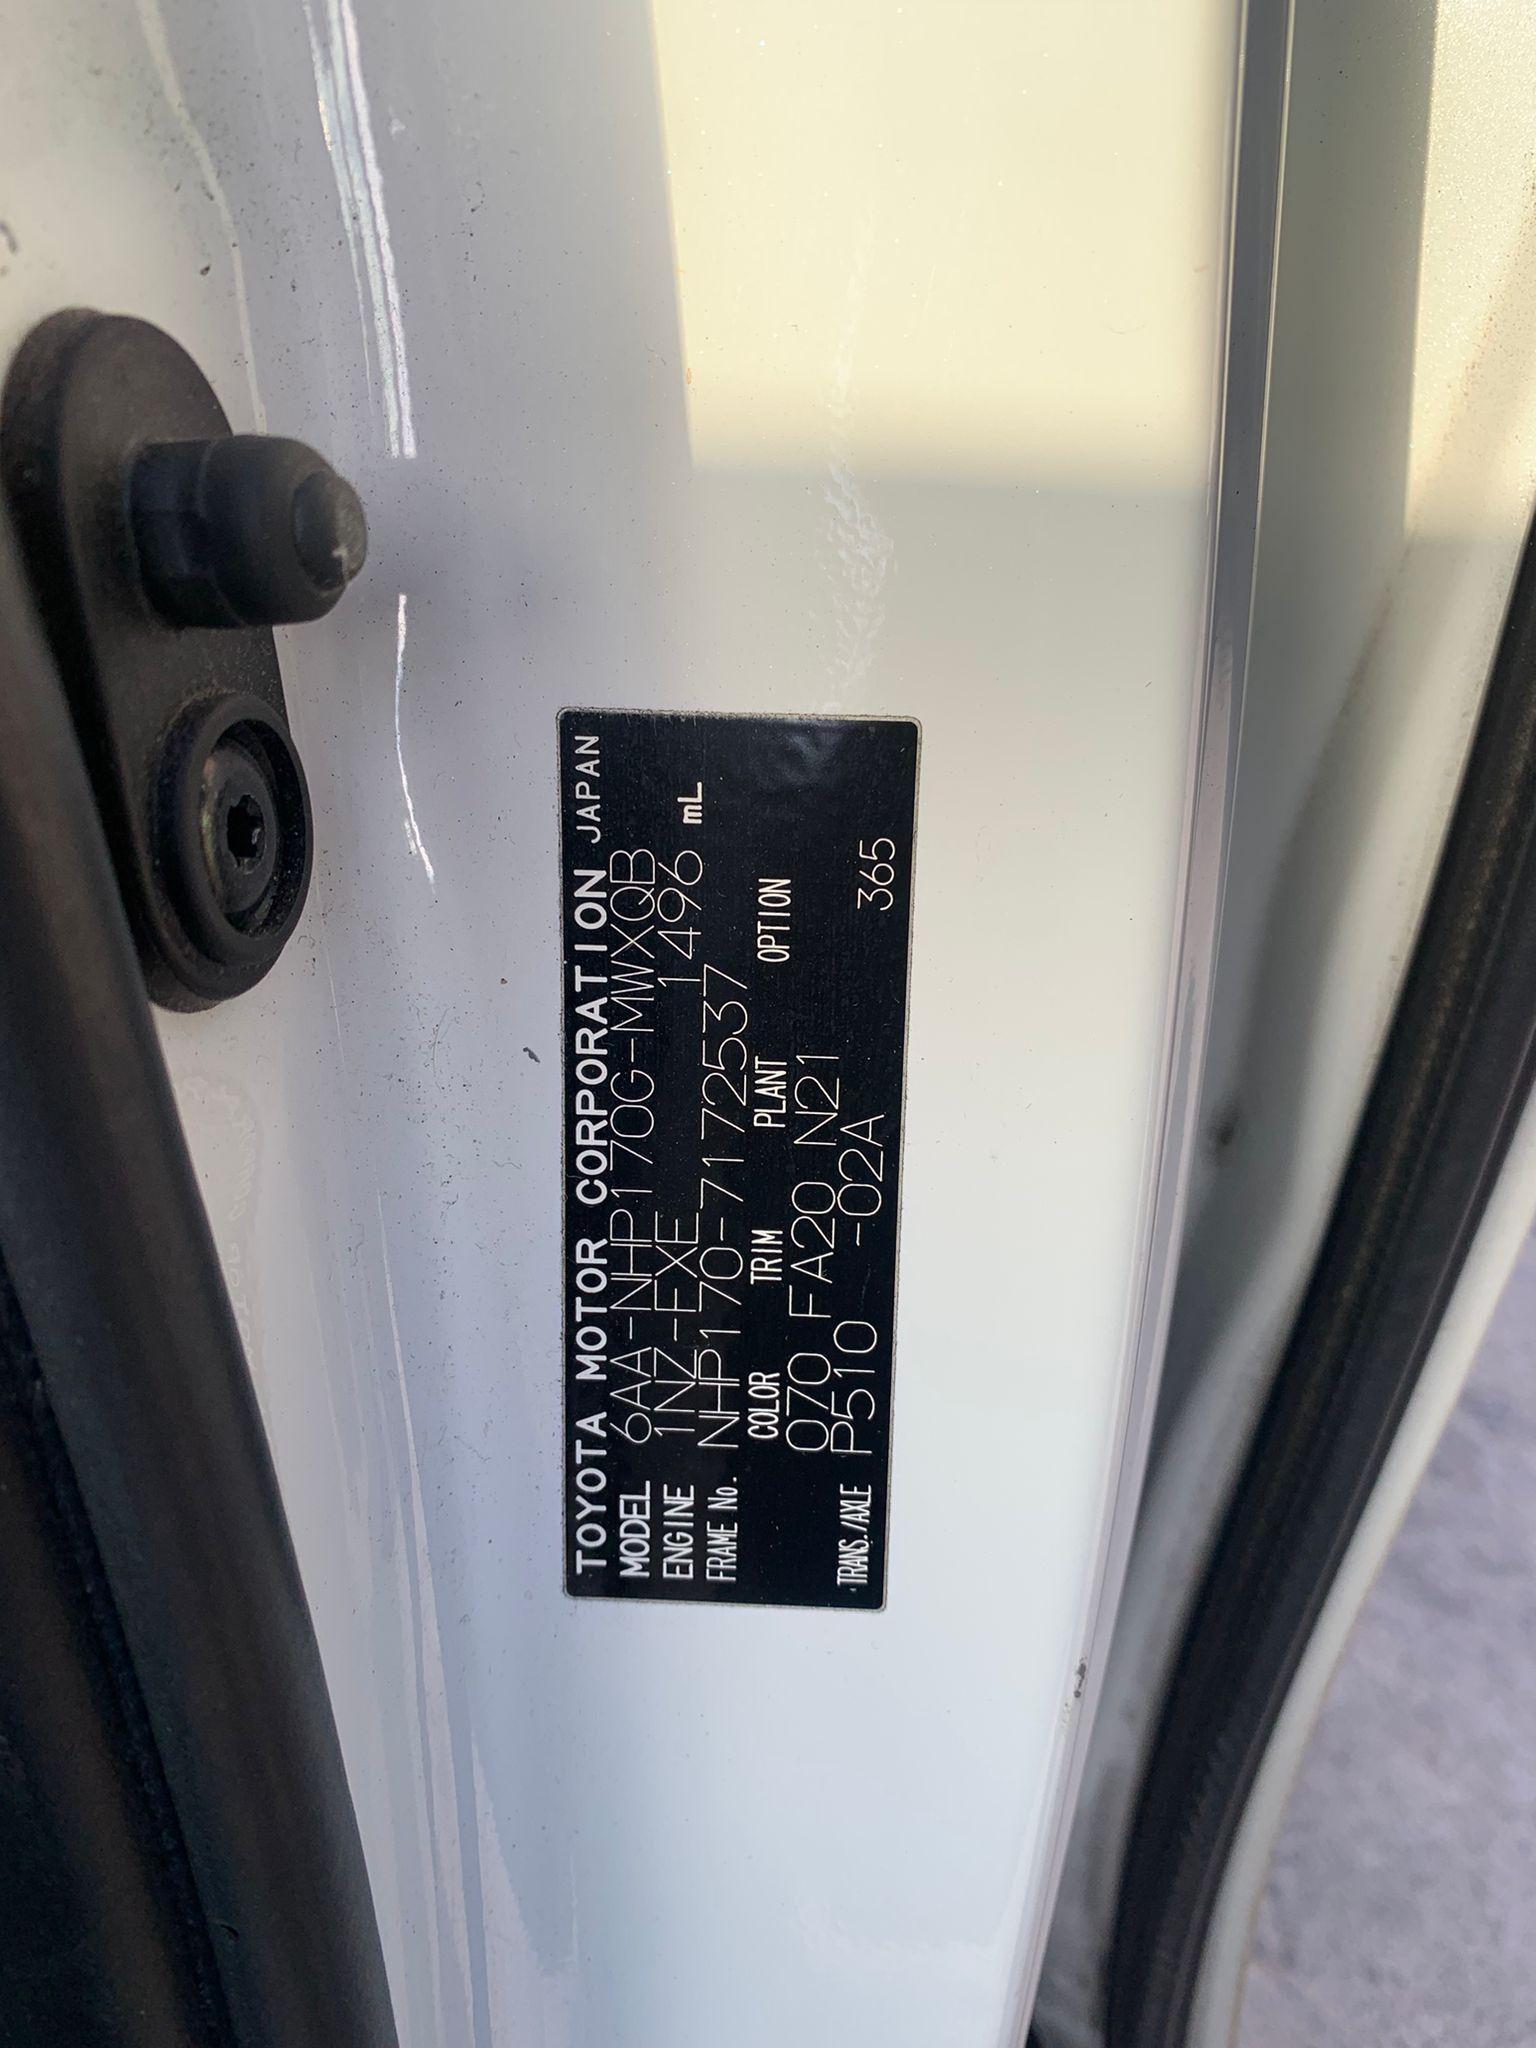 TOYOTA MOTOR CORPORATION JAPAN
MODEL 6AA-NHP170G-MWXQB
ENGINE 1NZ-EXE 1496 mL
FRAME No. NHP170-7172537
COLOR TRIM PLANT OPTION
070 FA20 N21
TRANS./AXLE P510 -02A 365